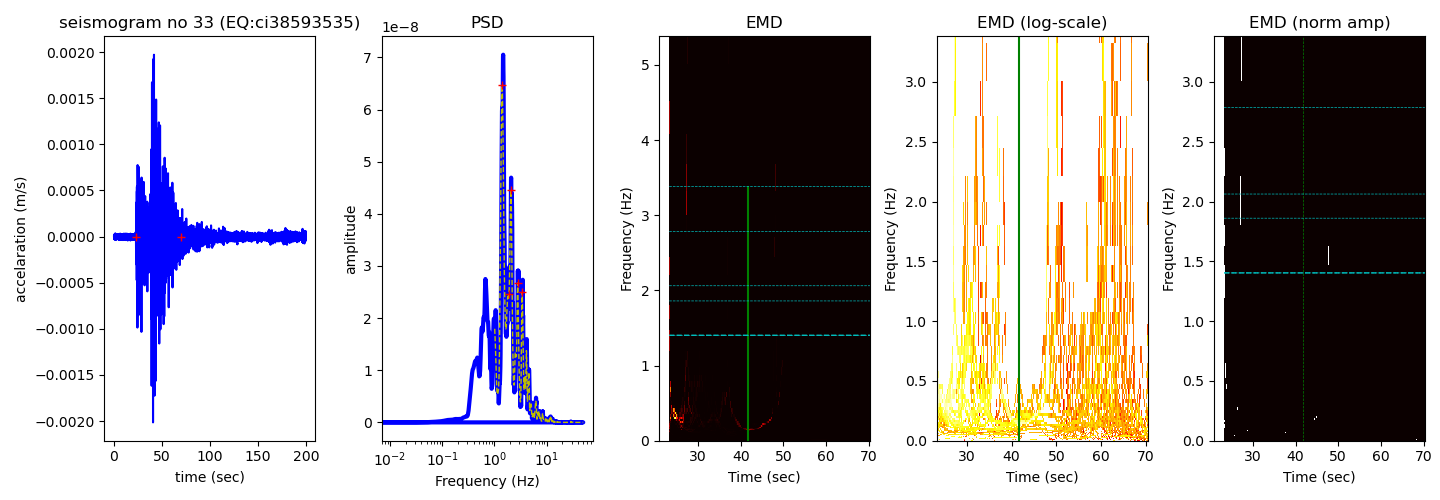 seismogram no 33 (EQ:ci38593535)
accelaration (m/s)
0.0020
0.0015
0.0010
0.0005
0.0000
−0.0005
−0.0010
−0.0015
−0.0020
0 50 100 150 200
time (sec)
PSD
1e−8
amplitude
7
6
5
4
3
2
1
0
10⁻² 10⁻¹ 10⁰ 10¹
Frequency (Hz)
EMD
Frequency (Hz)
5
4
3
2
1
0
30 40 50 60 70
Time (sec)
EMD (log-scale)
Frequency (Hz)
3.0
2.5
2.0
1.5
1.0
0.5
0.0
30 40 50 60 70
Time (sec)
EMD (norm amp)
Frequency (Hz)
3.0
2.5
2.0
1.5
1.0
0.5
0.0
30 40 50 60 70
Time (sec)